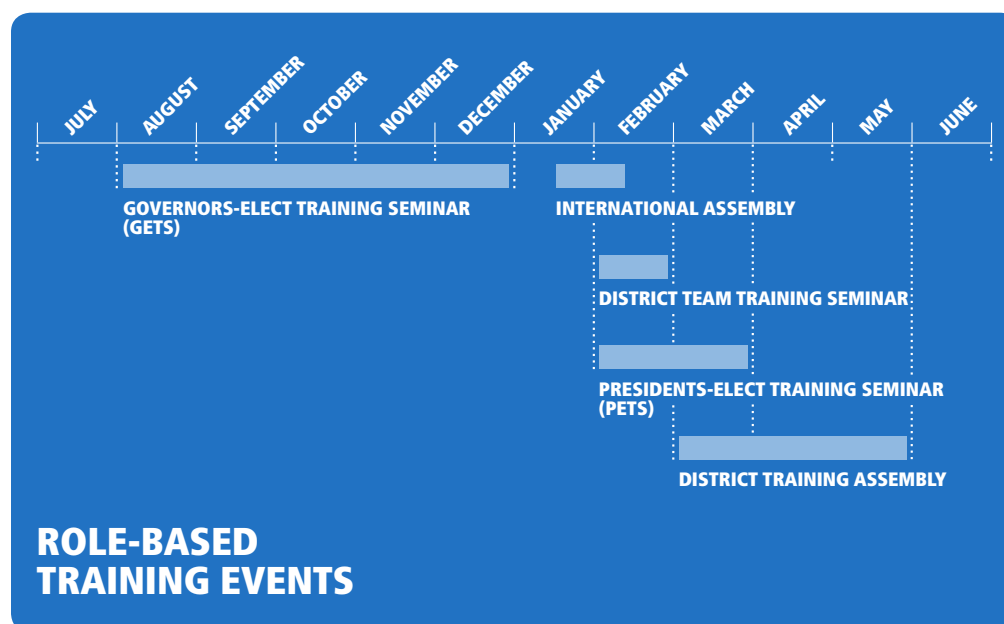 JULY
AUGUST
SEPTEMBER
OCTOBER
NOVEMBER
DECEMBER
JANUARY
FEBRUARY
MARCH
APRIL
MAY
JUNE
GOVERNORS-ELECT TRAINING SEMINAR
(GETS)
INTERNATIONAL ASSEMBLY
DISTRICT TEAM TRAINING SEMINAR
PRESIDENTS-ELECT TRAINING SEMINAR
(PETS)
DISTRICT TRAINING ASSEMBLY
ROLE-BASED
TRAINING EVENTS